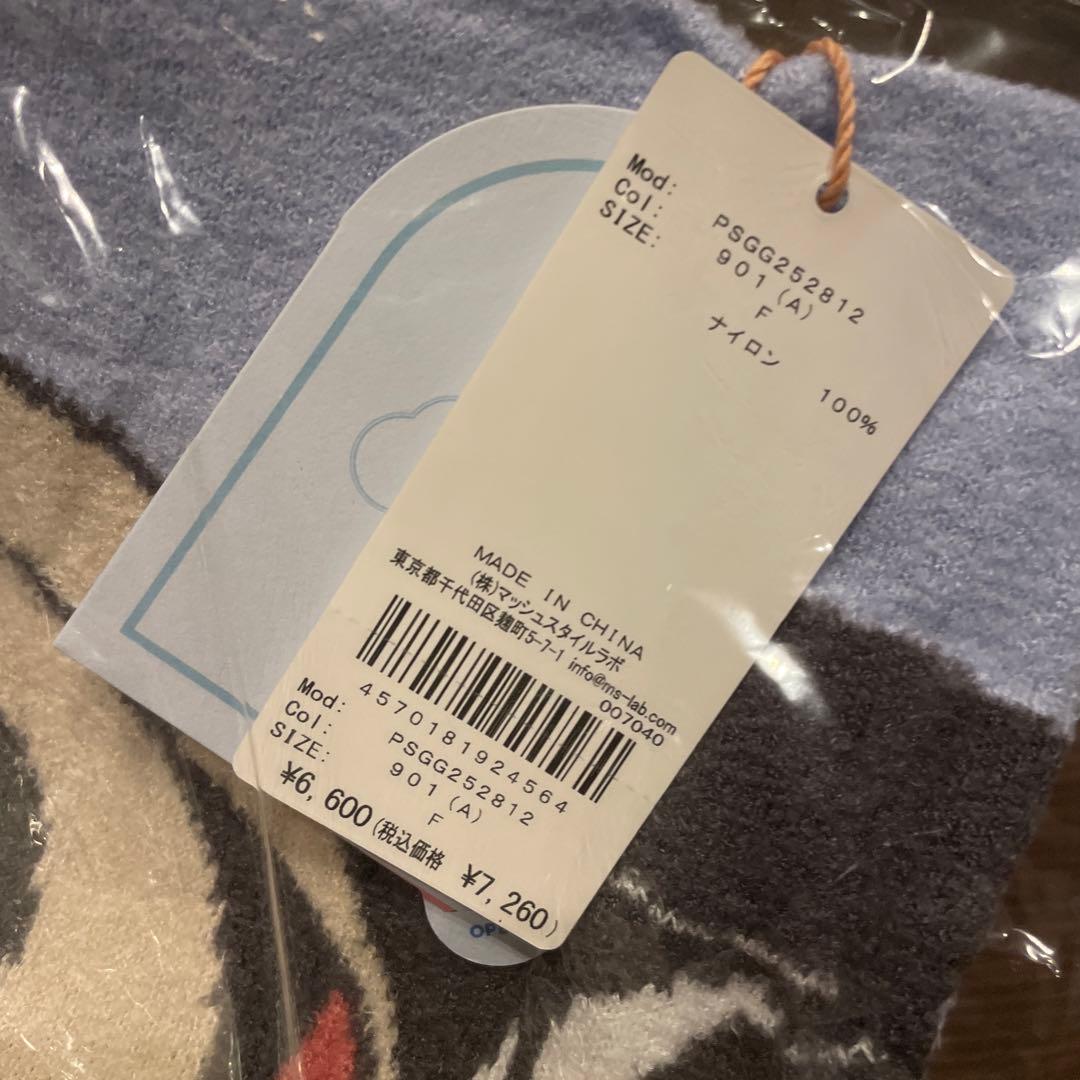 Mod: PSGG252812
Col: 901 (A)
SIZE: F
ナイロン 100%
MADE IN CHINA
(株)マッシュスタイルラボ
東京都千代田区麹町5-7-1 info@ms-lab.com
007040
4570181924564
Mod: PSGG252812
Col: 901 (A)
SIZE: F
¥6,600(税込価格 ¥7,260)